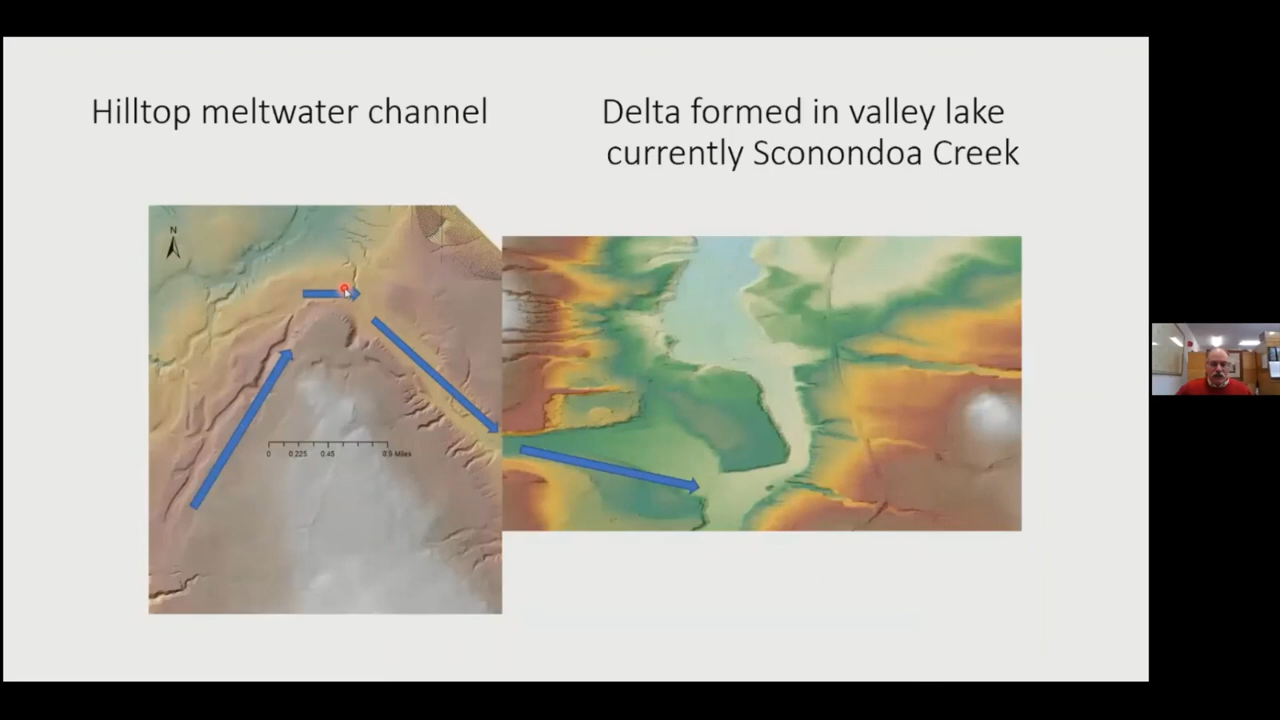 Hilltop meltwater channel
Delta formed in valley lake
currently Sconondoa Creek
N
0 0.225 0.45 0.9 Miles